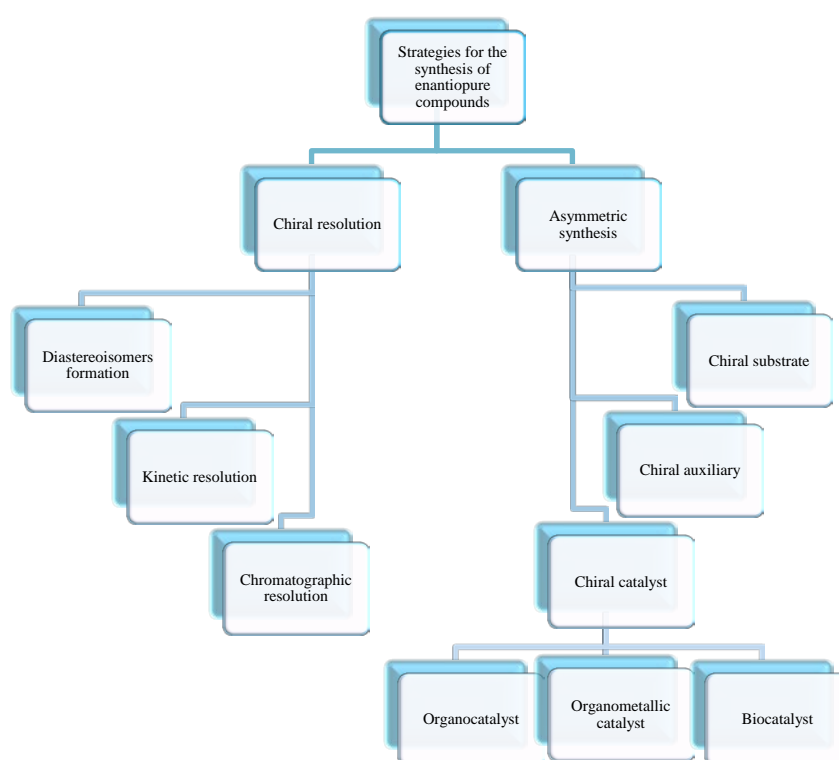 Strategies for the
synthesis of
enantiopure
compounds
Chiral resolution
Asymmetric
synthesis
Diastereoisomers
formation
Chiral substrate
Kinetic resolution
Chiral auxiliary
Chromatographic
resolution
Chiral catalyst
Organocatalyst
Organometallic
catalyst
Biocatalyst